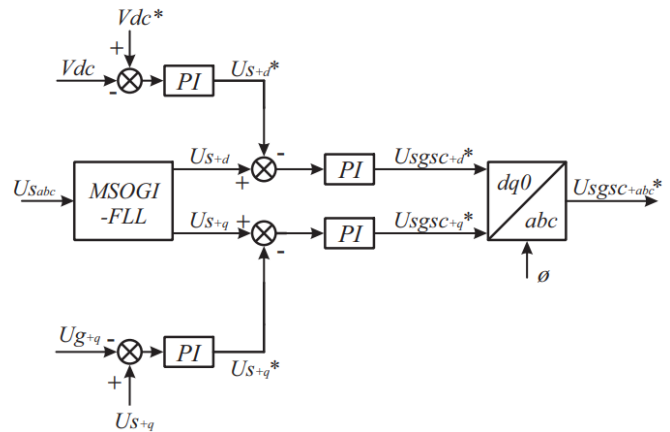 Vdc*
+
Vdc
-
PI
Us+d*
-
Us+d
+
PI
Usgsc+d*
Usabc
MSOGI
-FLL
dq0
abc
Usgsc+abc*
Us+q
+
-
PI
Usgsc+q*
ø
Ug+q
-
+
PI
Us+q*
Us+q